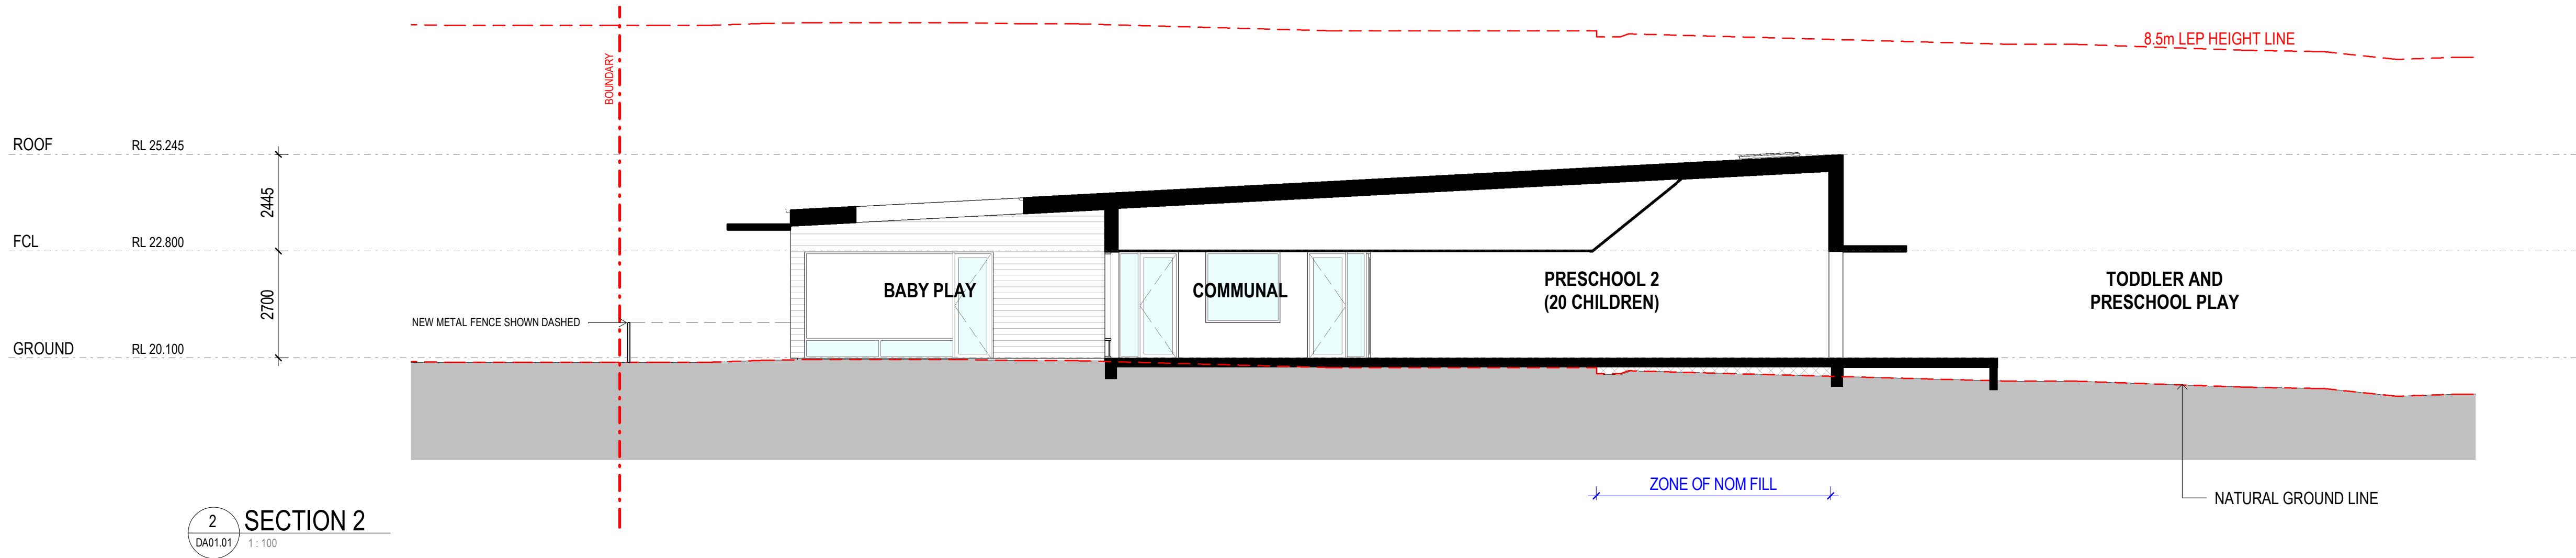 8.5m LEP HEIGHT LINE
BOUNDARY
ROOF RL 25.245
2445
FCL RL 22.800
2700
BABY PLAY
COMMUNAL
PRESCHOOL 2
(20 CHILDREN)
TODDLER AND
PRESCHOOL PLAY
NEW METAL FENCE SHOWN DASHED
GROUND RL 20.100
ZONE OF NOM FILL
NATURAL GROUND LINE
2
DA01.01
SECTION 2
1 : 100